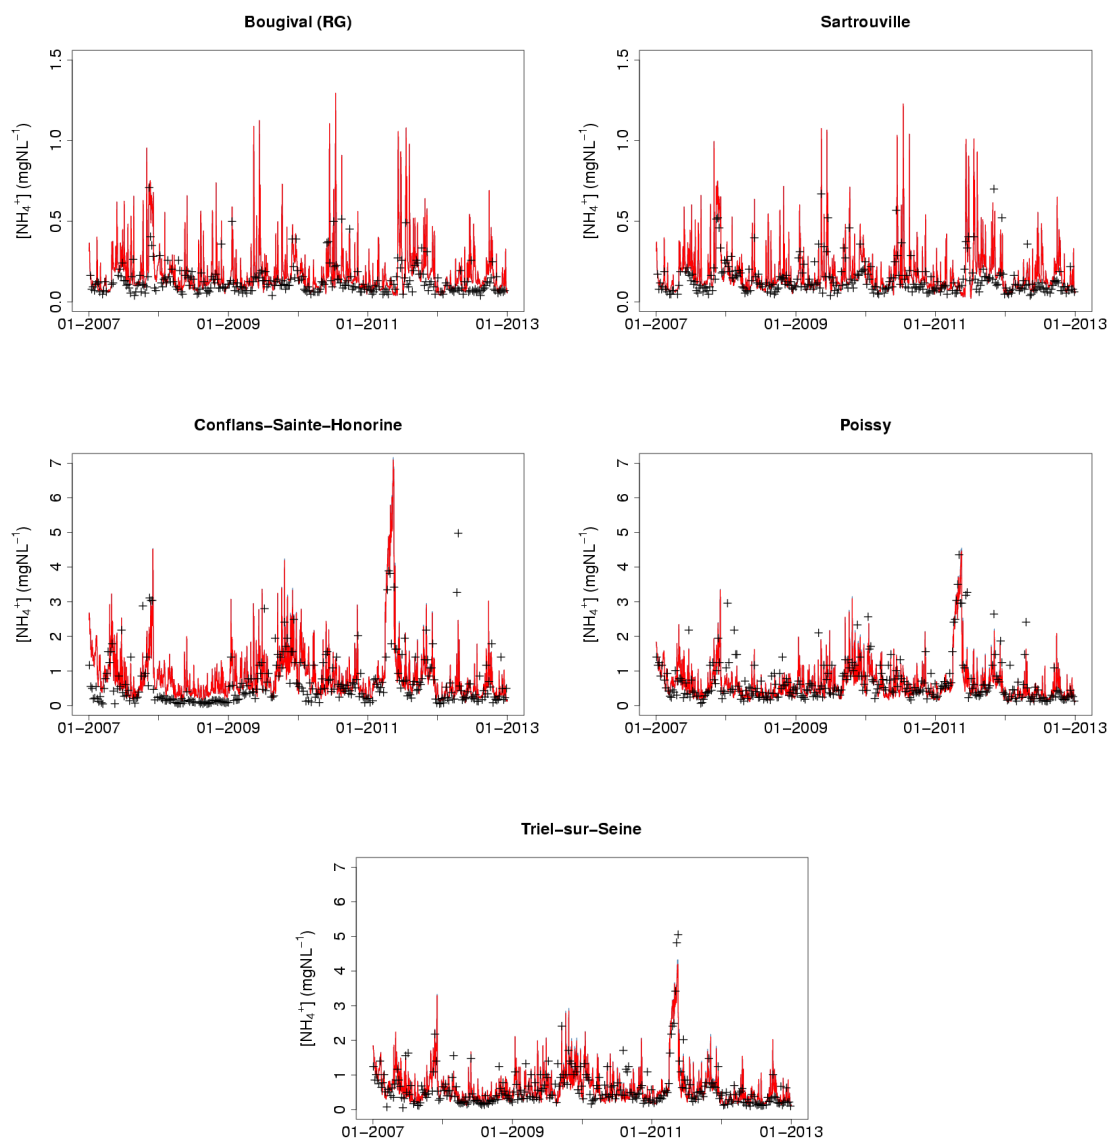 Bougival (RG)
[NH₄⁺] (mgNL⁻¹)
1.5
1.0
0.5
0.0
01−2007 01−2009 01−2011 01−2013
Sartrouville
[NH₄⁺] (mgNL⁻¹)
1.5
1.0
0.5
0.0
01−2007 01−2009 01−2011 01−2013
Conflans−Sainte−Honorine
[NH₄⁺] (mgNL⁻¹)
7
6
5
4
3
2
1
0
01−2007 01−2009 01−2011 01−2013
Poissy
[NH₄⁺] (mgNL⁻¹)
7
6
5
4
3
2
1
0
01−2007 01−2009 01−2011 01−2013
Triel−sur−Seine
[NH₄⁺] (mgNL⁻¹)
7
6
5
4
3
2
1
0
01−2007 01−2009 01−2011 01−2013